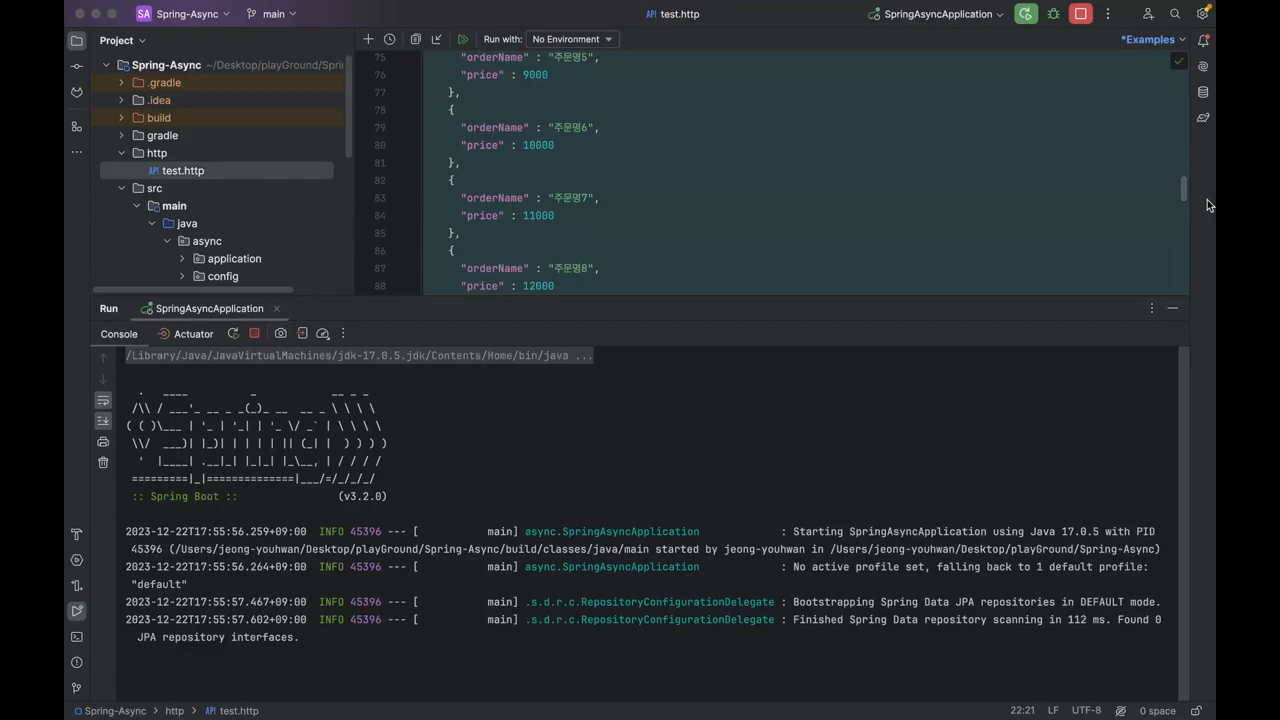 SA Spring-Async main test.http SpringAsyncApplication
Project Run with: No Environment *Examples
Spring-Async ~/Desktop/playGround/Spri
.gradle
.idea
build
gradle
http
API test.http
src
main
java
async
application
config
75 "orderName" : "주문명5",
76 "price" : 9000
77 },
78 {
79 "orderName" : "주문명6",
80 "price" : 10000
81 },
82 {
83 "orderName" : "주문명7",
84 "price" : 11000
85 },
86 {
87 "orderName" : "주문명8",
88 "price" : 12000
Run SpringAsyncApplication
Console Actuator
/Library/Java/JavaVirtualMachines/jdk-17.0.5.jdk/Contents/Home/bin/java ...
:: Spring Boot :: (v3.2.0)
2023-12-22T17:55:56.259+09:00 INFO 45396 --- [ main] async.SpringAsyncApplication : Starting SpringAsyncApplication using Java 17.0.5 with PID
45396 (/Users/jeong-youhwan/Desktop/playGround/Spring-Async/build/classes/java/main started by jeong-youhwan in /Users/jeong-youhwan/Desktop/playGround/Spring-Async)
2023-12-22T17:55:56.264+09:00 INFO 45396 --- [ main] async.SpringAsyncApplication : No active profile set, falling back to 1 default profile:
"default"
2023-12-22T17:55:57.467+09:00 INFO 45396 --- [ main] .s.d.r.c.RepositoryConfigurationDelegate : Bootstrapping Spring Data JPA repositories in DEFAULT mode.
2023-12-22T17:55:57.602+09:00 INFO 45396 --- [ main] .s.d.r.c.RepositoryConfigurationDelegate : Finished Spring Data repository scanning in 112 ms. Found 0
JPA repository interfaces.
Spring-Async > http > API test.http 22:21 LF UTF-8 0 space